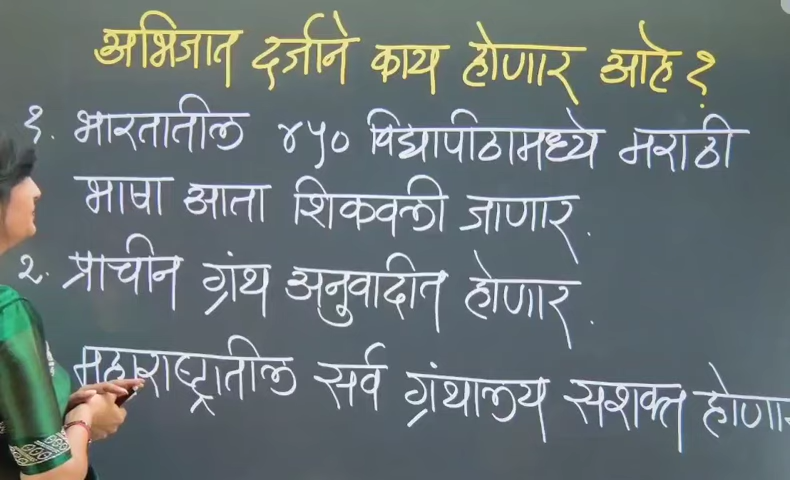 अभिजात दर्जाने काय होणार आहे ?
१. भारतातील ४५० विद्यापीठामध्ये मराठी
भाषा आता शिकवली जाणार.
२. प्राचीन ग्रंथ अनुवादीत होणार.
महाराष्ट्रातील सर्व ग्रंथालय सशक्त होणार